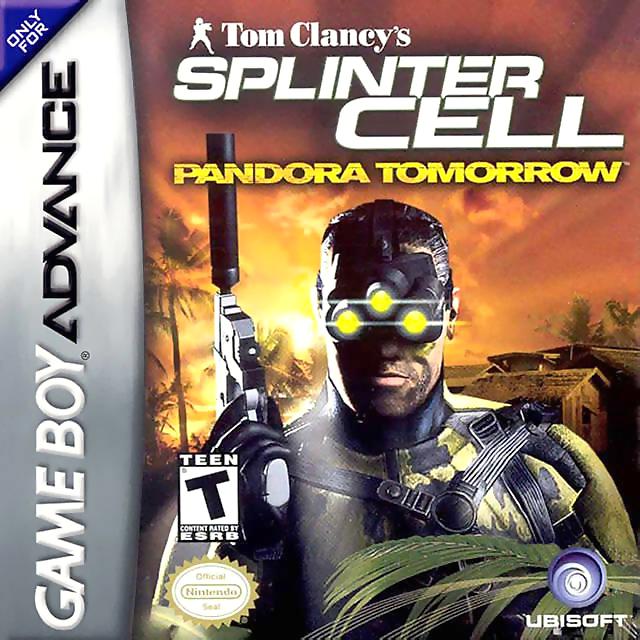 ONLY
FOR
GAME BOY ADVANCE
®
Tom Clancy's
SPLINTER
CELL
PANDORA TOMORROW™
TEEN
T
®
CONTENT RATED BY
ESRB
Official
Nintendo
Seal
UBISOFT